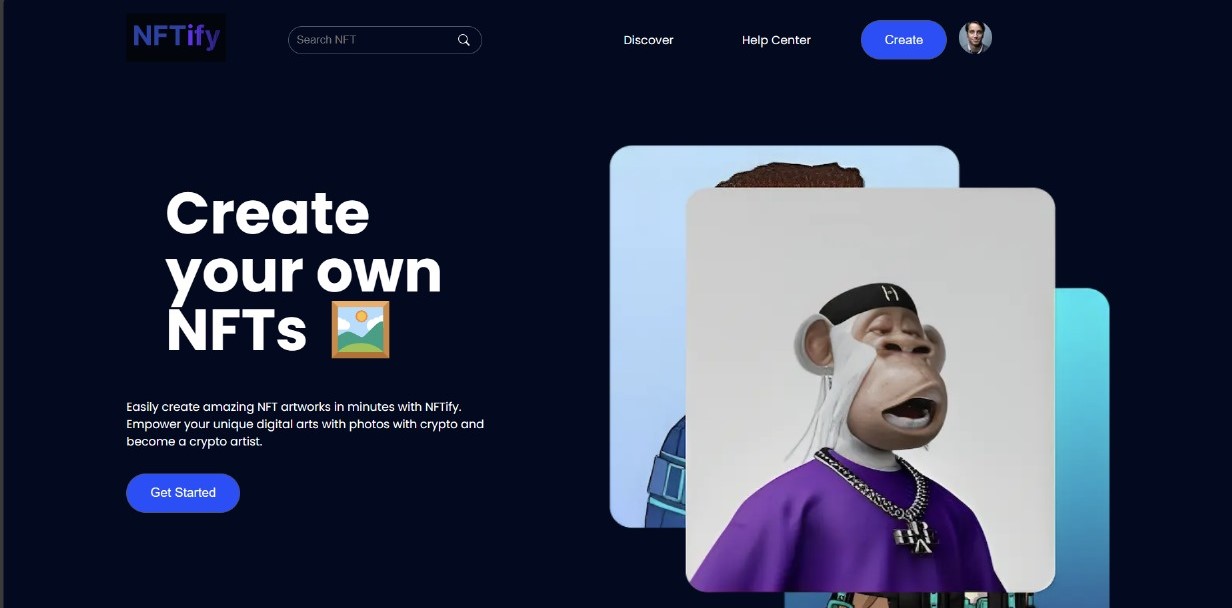 NFTify
Search NFT
Discover
Help Center
Create
Create
your own
NFTs
Easily create amazing NFT artworks in minutes with NFTify.
Empower your unique digital arts with photos with crypto and
become a crypto artist.
Get Started